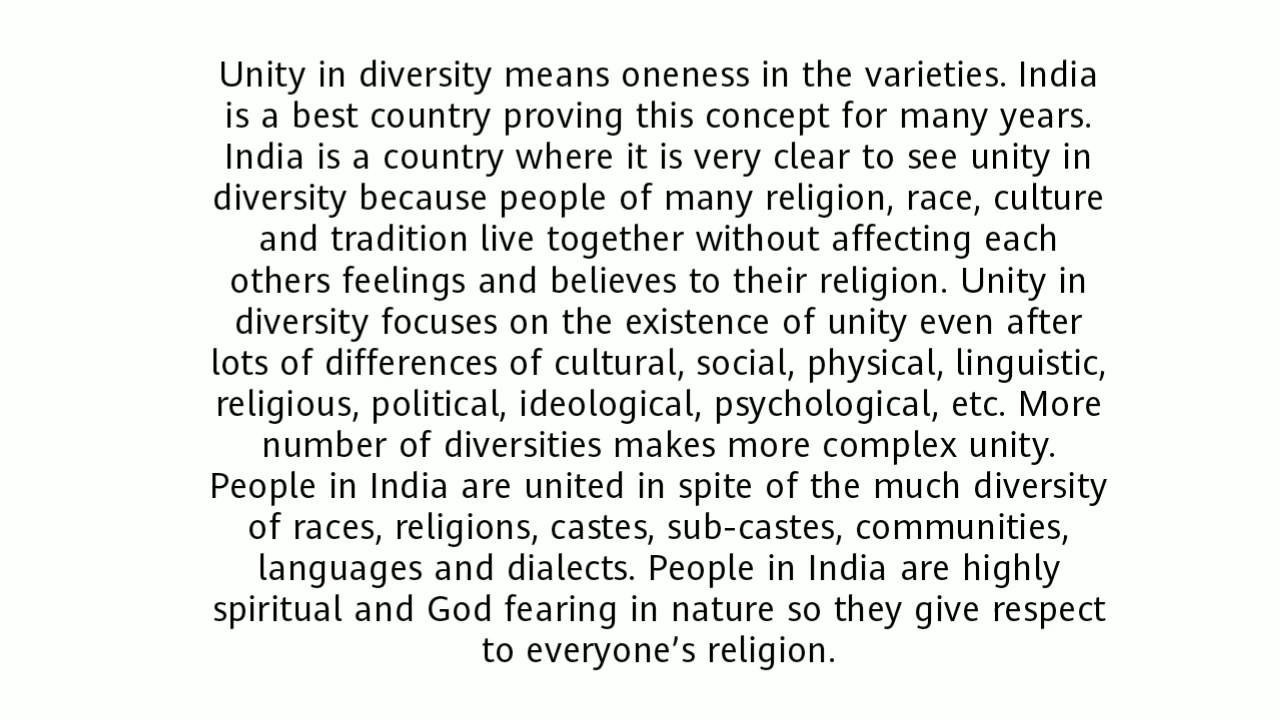 Unity in diversity means oneness in the varieties. India
is a best country proving this concept for many years.
India is a country where it is very clear to see unity in
diversity because people of many religion, race, culture
and tradition live together without affecting each
others feelings and believes to their religion. Unity in
diversity focuses on the existence of unity even after
lots of differences of cultural, social, physical, linguistic,
religious, political, ideological, psychological, etc. More
number of diversities makes more complex unity.
People in India are united in spite of the much diversity
of races, religions, castes, sub-castes, communities,
languages and dialects. People in India are highly
spiritual and God fearing in nature so they give respect
to everyone’s religion.